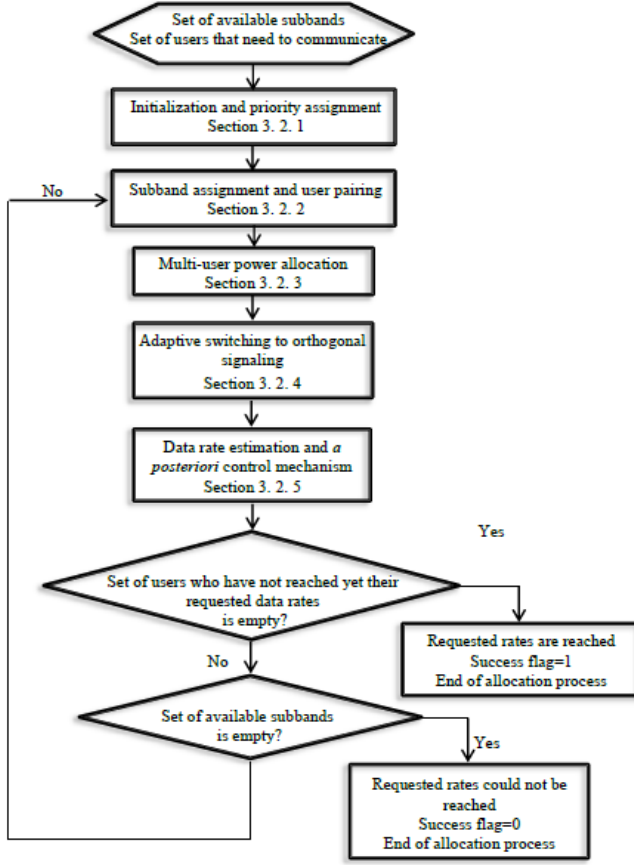 Set of available subbands
Set of users that need to communicate
Initialization and priority assignment
Section 3. 2. 1
No
Subband assignment and user pairing
Section 3. 2. 2
Multi-user power allocation
Section 3. 2. 3
Adaptive switching to orthogonal
signaling
Section 3. 2. 4
Data rate estimation and a
posteriori control mechanism
Section 3. 2. 5
Yes
Set of users who have not reached yet their
requested data rates
is empty?
Requested rates are reached
Success flag=1
End of allocation process
No
Set of available subbands
is empty?
Yes
Requested rates could not be
reached
Success flag=0
End of allocation process